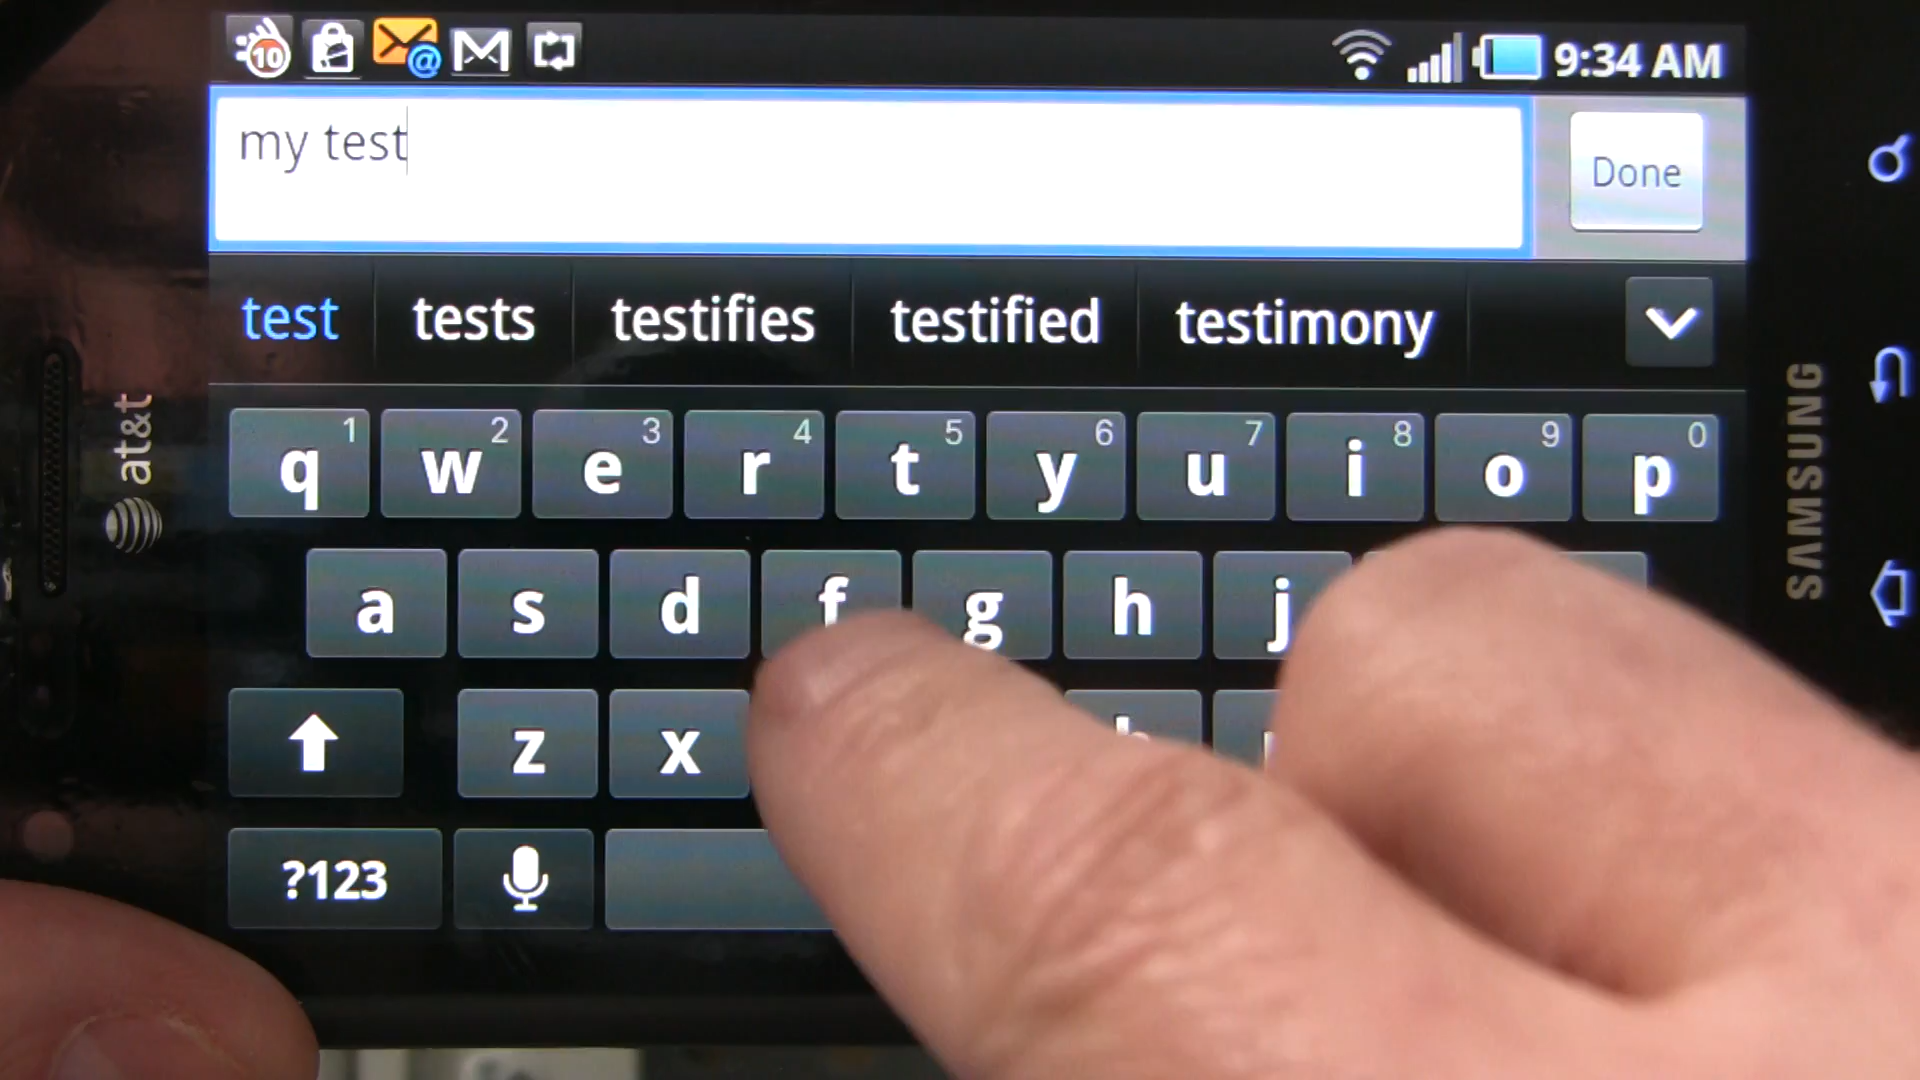 10 @ 9:34 AM
my test
Done
test tests testifies testified testimony
q 1 w 2 e 3 r 4 t 5 y 6 u 7 i 8 o 9 p 0
a s d f g h j
z x
?123
at&t
SAMSUNG